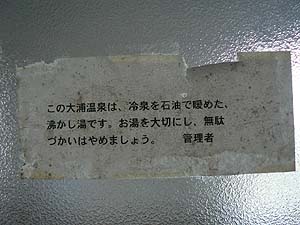 この大浦温泉は、冷泉を石油で暖めた、
沸かし湯です。お湯を大切にし、無駄
づかいはやめましょう。　　管理者